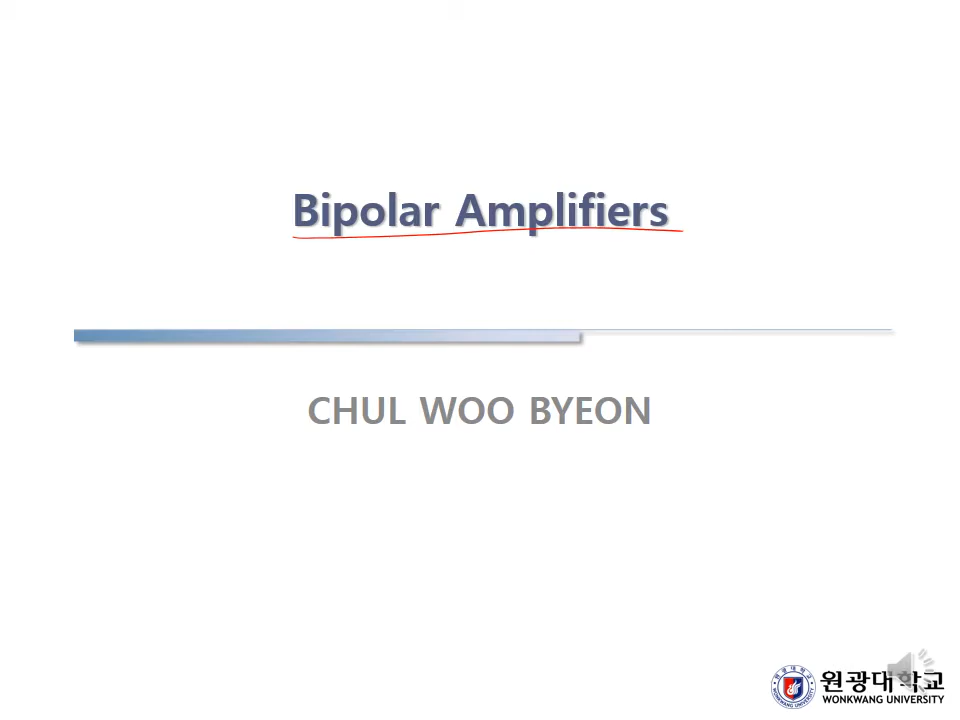 Bipolar Amplifiers
CHUL WOO BYEON
원광대학교
WONKWANG UNIVERSITY